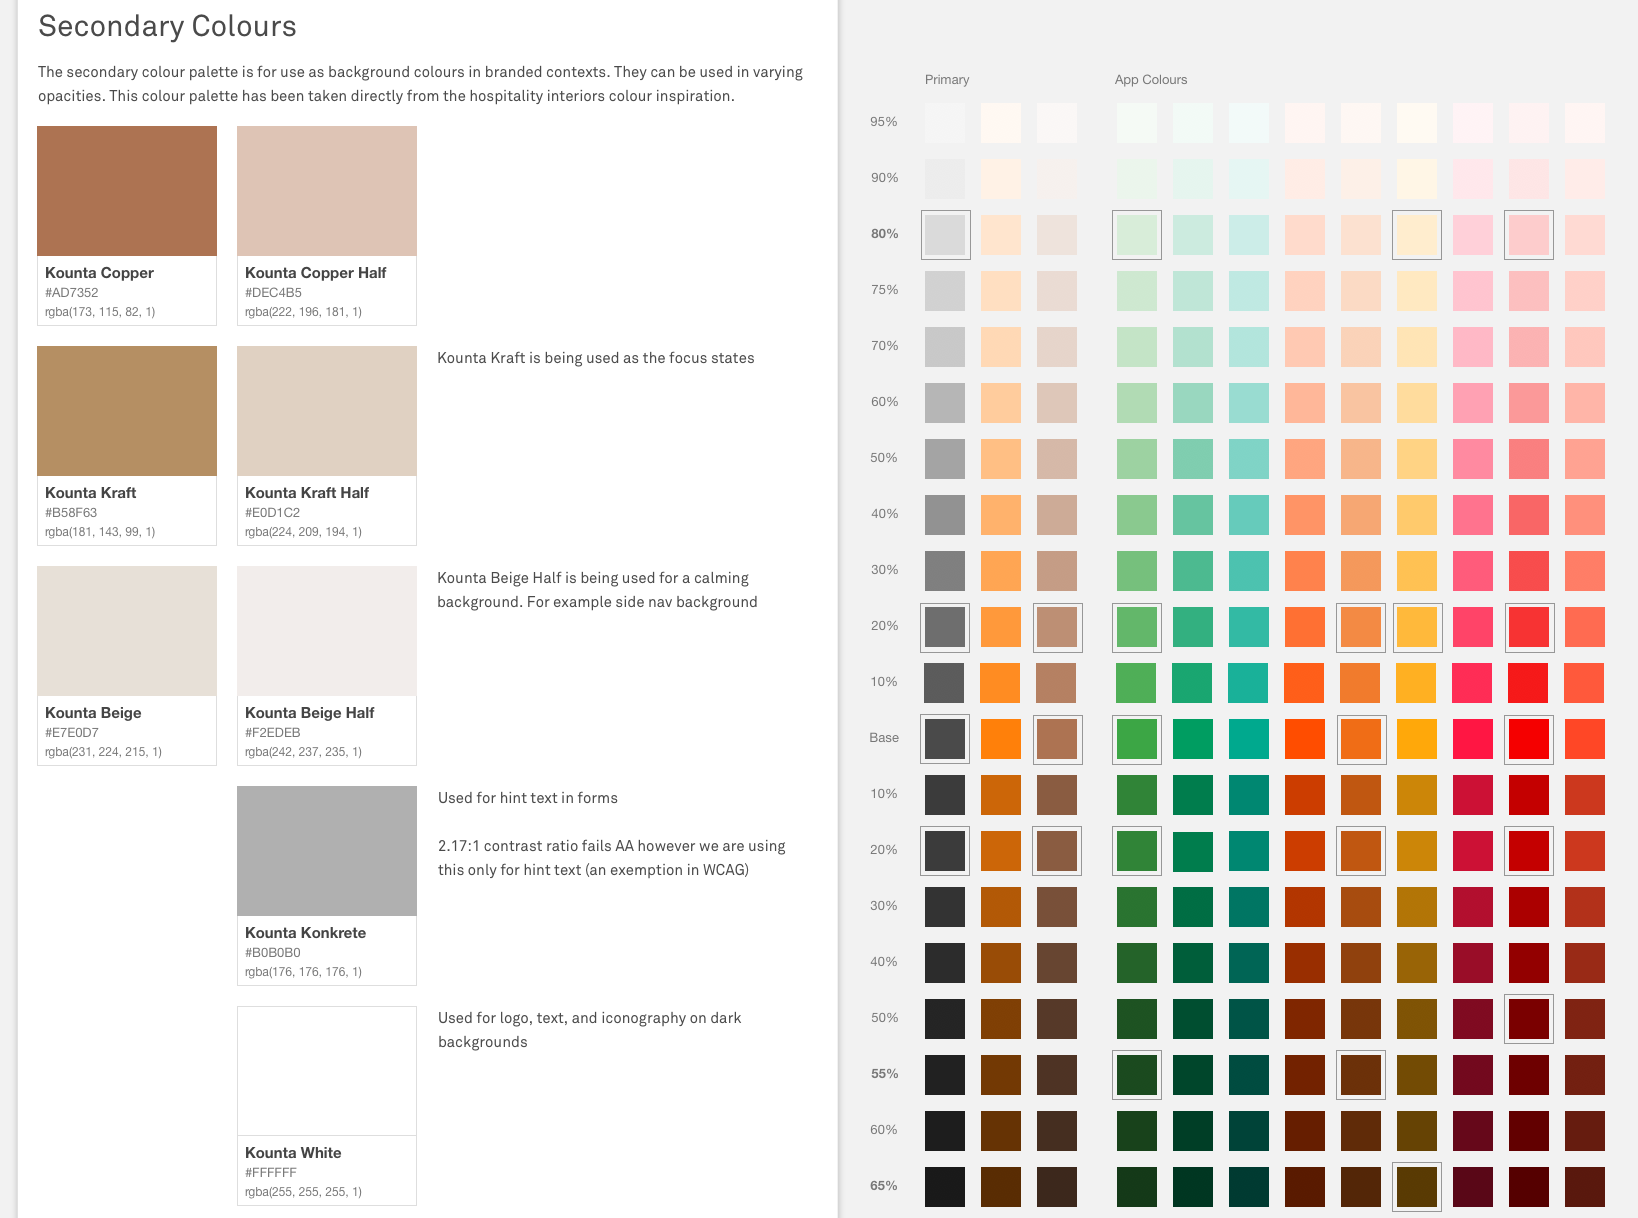 Secondary Colours
The secondary colour palette is for use as background colours in branded contexts. They can be used in varying
opacities. This colour palette has been taken directly from the hospitality interiors colour inspiration.
Kounta Copper
#AD7352
rgba(173, 115, 82, 1)
Kounta Copper Half
#DEC4B5
rgba(222, 196, 181, 1)
Kounta Kraft
#B58F63
rgba(181, 143, 99, 1)
Kounta Kraft Half
#E0D1C2
rgba(224, 209, 194, 1)
Kounta Kraft is being used as the focus states
Kounta Beige
#E7E0D7
rgba(231, 224, 215, 1)
Kounta Beige Half
#F2EDEB
rgba(242, 237, 235, 1)
Kounta Beige Half is being used for a calming
background. For example side nav background
Kounta Konkrete
#B0B0B0
rgba(176, 176, 176, 1)
Used for hint text in forms
2.17:1 contrast ratio fails AA however we are using
this only for hint text (an exemption in WCAG)
Kounta White
#FFFFFF
rgba(255, 255, 255, 1)
Used for logo, text, and iconography on dark
backgrounds
Primary
App Colours
95%
90%
80%
75%
70%
60%
50%
40%
30%
20%
10%
Base
10%
20%
30%
40%
50%
55%
60%
65%